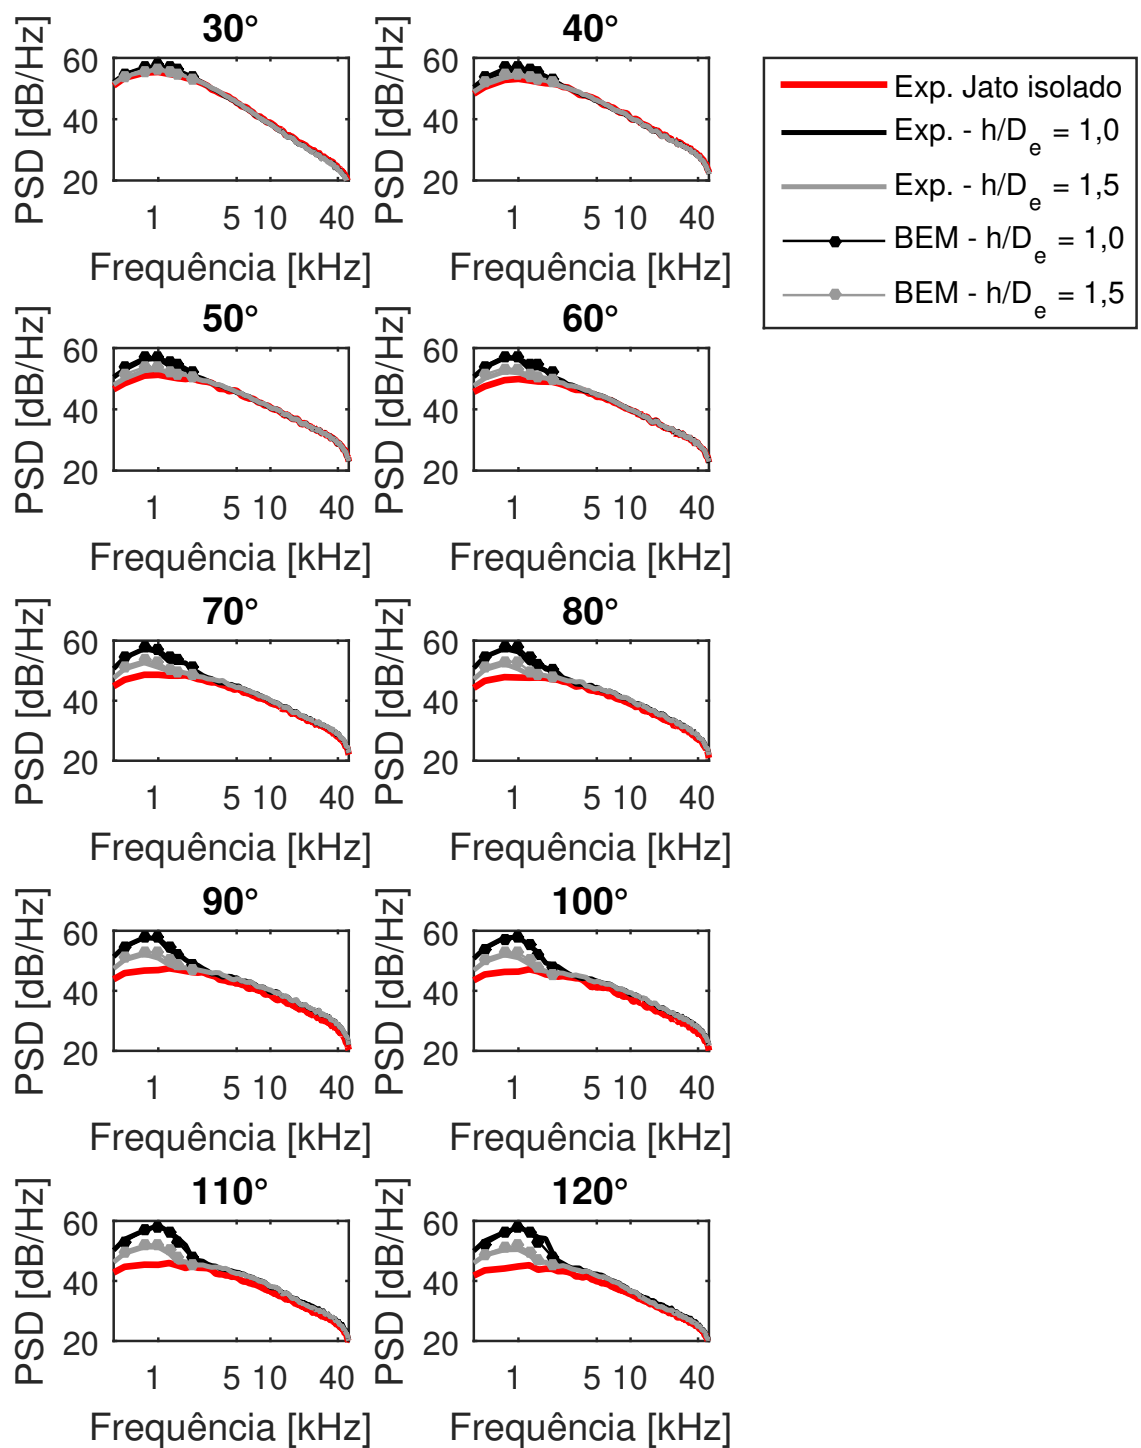 30°
40°
PSD [dB/Hz]
60
40
20
1 5 10 40
Frequência [kHz]
PSD [dB/Hz]
60
40
20
1 5 10 40
Frequência [kHz]
Exp. Jato isolado
Exp. - h/D_e = 1,0
Exp. - h/D_e = 1,5
BEM - h/D_e = 1,0
BEM - h/D_e = 1,5
50°
60°
PSD [dB/Hz]
60
40
20
1 5 10 40
Frequência [kHz]
PSD [dB/Hz]
60
40
20
1 5 10 40
Frequência [kHz]
70°
80°
PSD [dB/Hz]
60
40
20
1 5 10 40
Frequência [kHz]
PSD [dB/Hz]
60
40
20
1 5 10 40
Frequência [kHz]
90°
100°
PSD [dB/Hz]
60
40
20
1 5 10 40
Frequência [kHz]
PSD [dB/Hz]
60
40
20
1 5 10 40
Frequência [kHz]
110°
120°
PSD [dB/Hz]
60
40
20
1 5 10 40
Frequência [kHz]
PSD [dB/Hz]
60
40
20
1 5 10 40
Frequência [kHz]